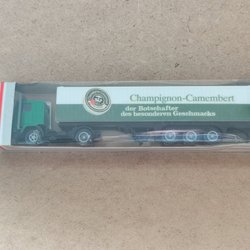 Champignon-Camembert
der Botschafter
des besonderen Geschmacks